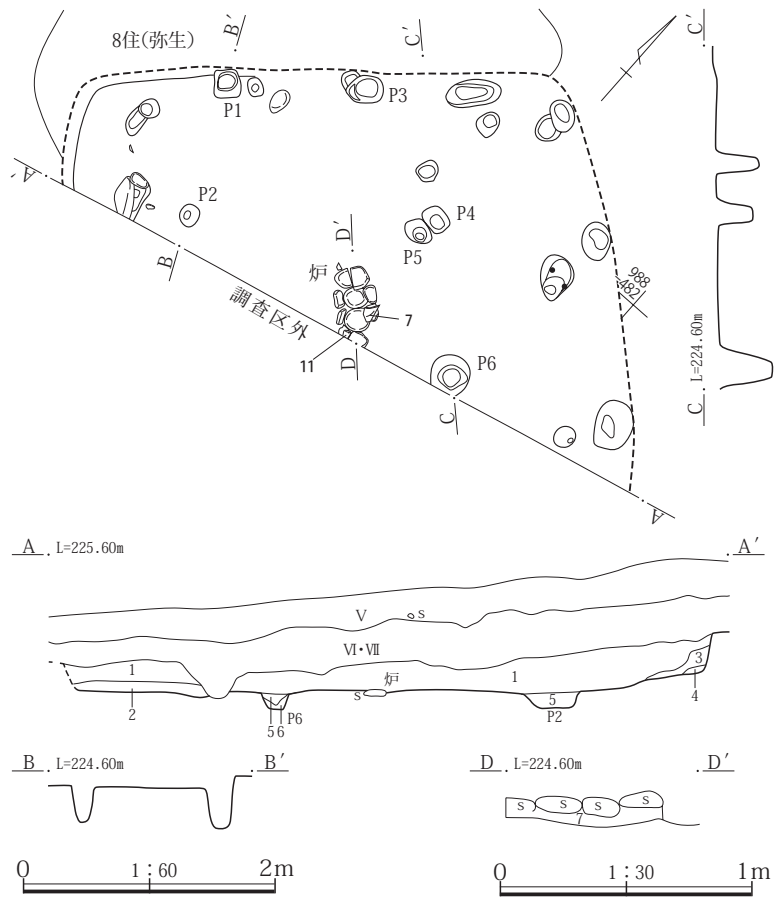 8住(弥生)
B′
C′
C′
P1
P3
A′
P2
P4
D′
P5
B
炉
988
-482
調査区外
7
11
D
P6
L=224.60m
C
C
A
A L=225.60m A′
Ⅴ S
Ⅵ・Ⅶ
1 炉 1 3
2 S 5 4
5 6 P6 P2
B L=224.60m B′
D L=224.60m D′
S S S S
7
0 1:60 2m
0 1:30 1m